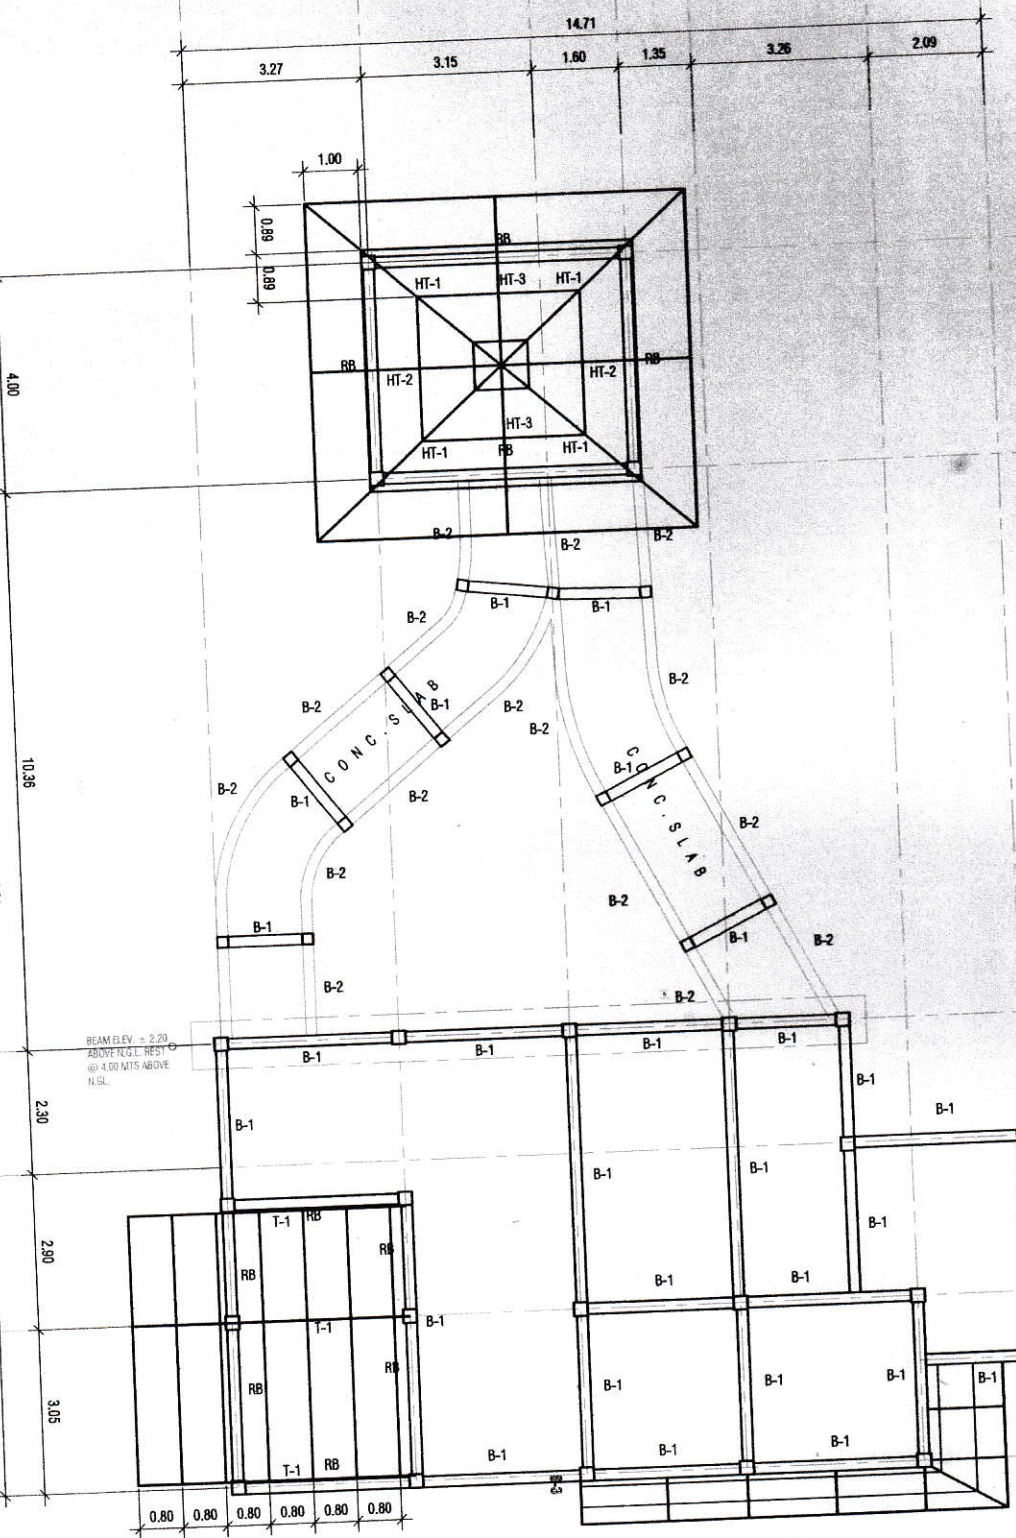 14.71
3.27
3.15
1.60
1.35
3.26
2.09
1.00
0.89
0.89
RB
HT-1
HT-3
HT-1
RB
HT-2
HT-2
RB
HT-3
HT-1
RB
HT-1
4.00
B-2
B-2
B-2
B-1
B-1
B-2
B-2
B-2
B-1
B-2
B-2
CONC.SLAB
B-1
CONC.SLAB
10.36
B-2
B-1
B-2
B-2
B-2
B-2
B-1
B-1
B-2
B-2
B-2
BEAM ELEV. ± 2.20
ABOVE N.G.L. REST
@ 4.00 MTS ABOVE
N.GL.
B-1
B-1
B-1
B-1
B-1
2.30
B-1
B-1
B-1
B-1
T-1
RB
B-1
2.90
RB
RB
B-1
B-1
T-1
B-1
RB
RB
B-1
B-1
B-1
B-1
3.05
T-1
RB
B-1
B-1
B-1
0.80
0.80
0.80
0.80
0.80
0.80